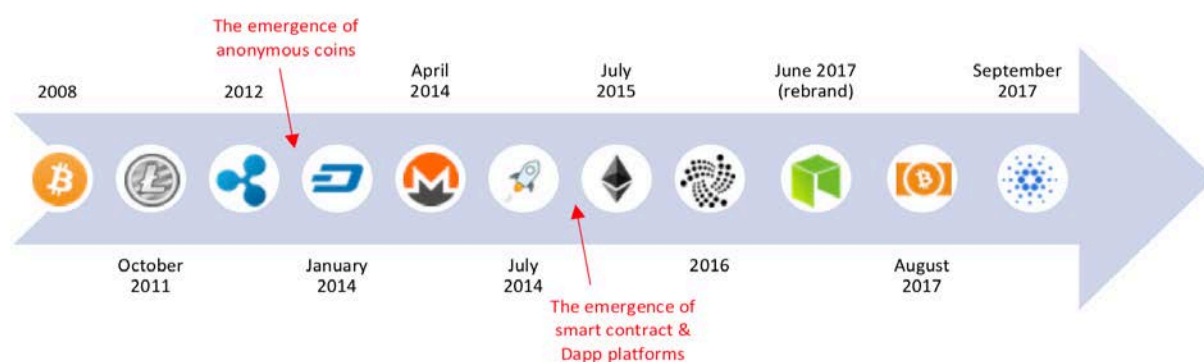 The emergence of
anonymous coins
2008
2012
April
2014
July
2015
June 2017
(rebrand)
September
2017
October
2011
January
2014
July
2014
2016
August
2017
The emergence of
smart contract &
Dapp platforms